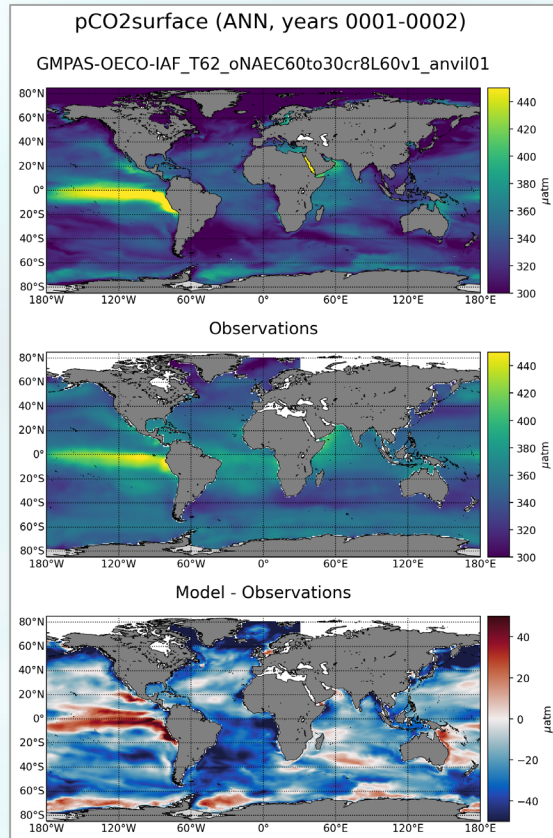 pCO2surface (ANN, years 0001-0002)
GMPAS-OECO-IAF_T62_oNAEC60to30cr8L60v1_anvil01
80°N
60°N
40°N
20°N
0°
20°S
40°S
60°S
80°S
180°W 120°W 60°W 0° 60°E 120°E 180°E
440
420
400
380
360
340
320
300
μatm
Observations
80°N
60°N
40°N
20°N
0°
20°S
40°S
60°S
80°S
180°W 120°W 60°W 0° 60°E 120°E 180°E
440
420
400
380
360
340
320
300
μatm
Model - Observations
80°N
60°N
40°N
20°N
0°
20°S
40°S
60°S
80°S
180°W 120°W 60°W 0° 60°E 120°E 180°E
40
20
0
−20
−40
μatm